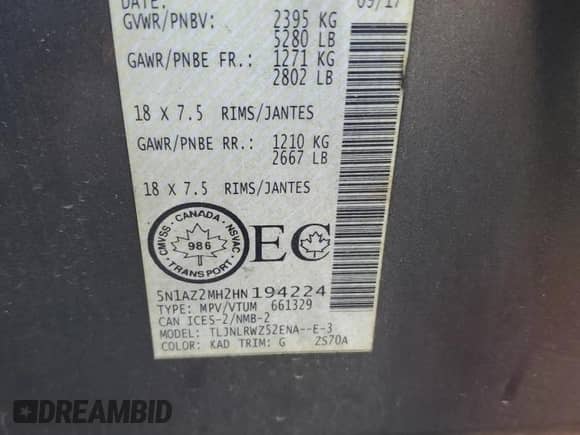 DATE: 09/17
GVWR/PNBV: 2395 KG
5280 LB
GAWR/PNBE FR.: 1271 KG
2802 LB
18 X 7.5 RIMS/JANTES
GAWR/PNBE RR.: 1210 KG
2667 LB
18 X 7.5 RIMS/JANTES
CMVSS · CANADA · NSVAC
986
TRANSPORT
EC
5N1AZ2MH2HN194224
TYPE: MPV/VTUM 661329
CAN ICES-2/NMB-2
MODEL: TLJNLRWZ52ENA--E-3
COLOR: KAD TRIM: G ZS70A
DREAMBID